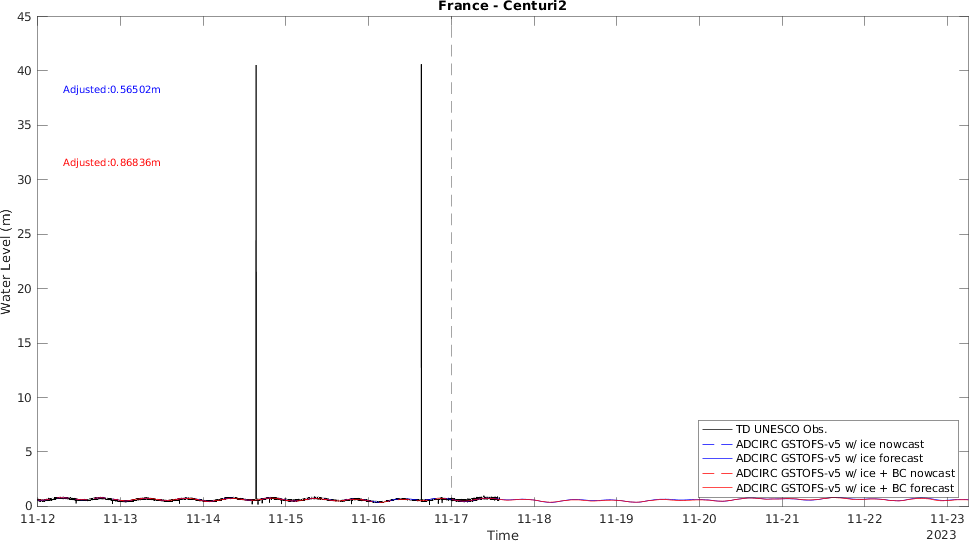 France - Centuri2
45
40
35
30
25
20
15
10
5
0
Water Level (m)
Adjusted:0.56502m
Adjusted:0.86836m
TD UNESCO Obs.
ADCIRC GSTOFS-v5 w/ ice nowcast
ADCIRC GSTOFS-v5 w/ ice forecast
ADCIRC GSTOFS-v5 w/ ice + BC nowcast
ADCIRC GSTOFS-v5 w/ ice + BC forecast
11-12 11-13 11-14 11-15 11-16 11-17 11-18 11-19 11-20 11-21 11-22 11-23
Time
2023